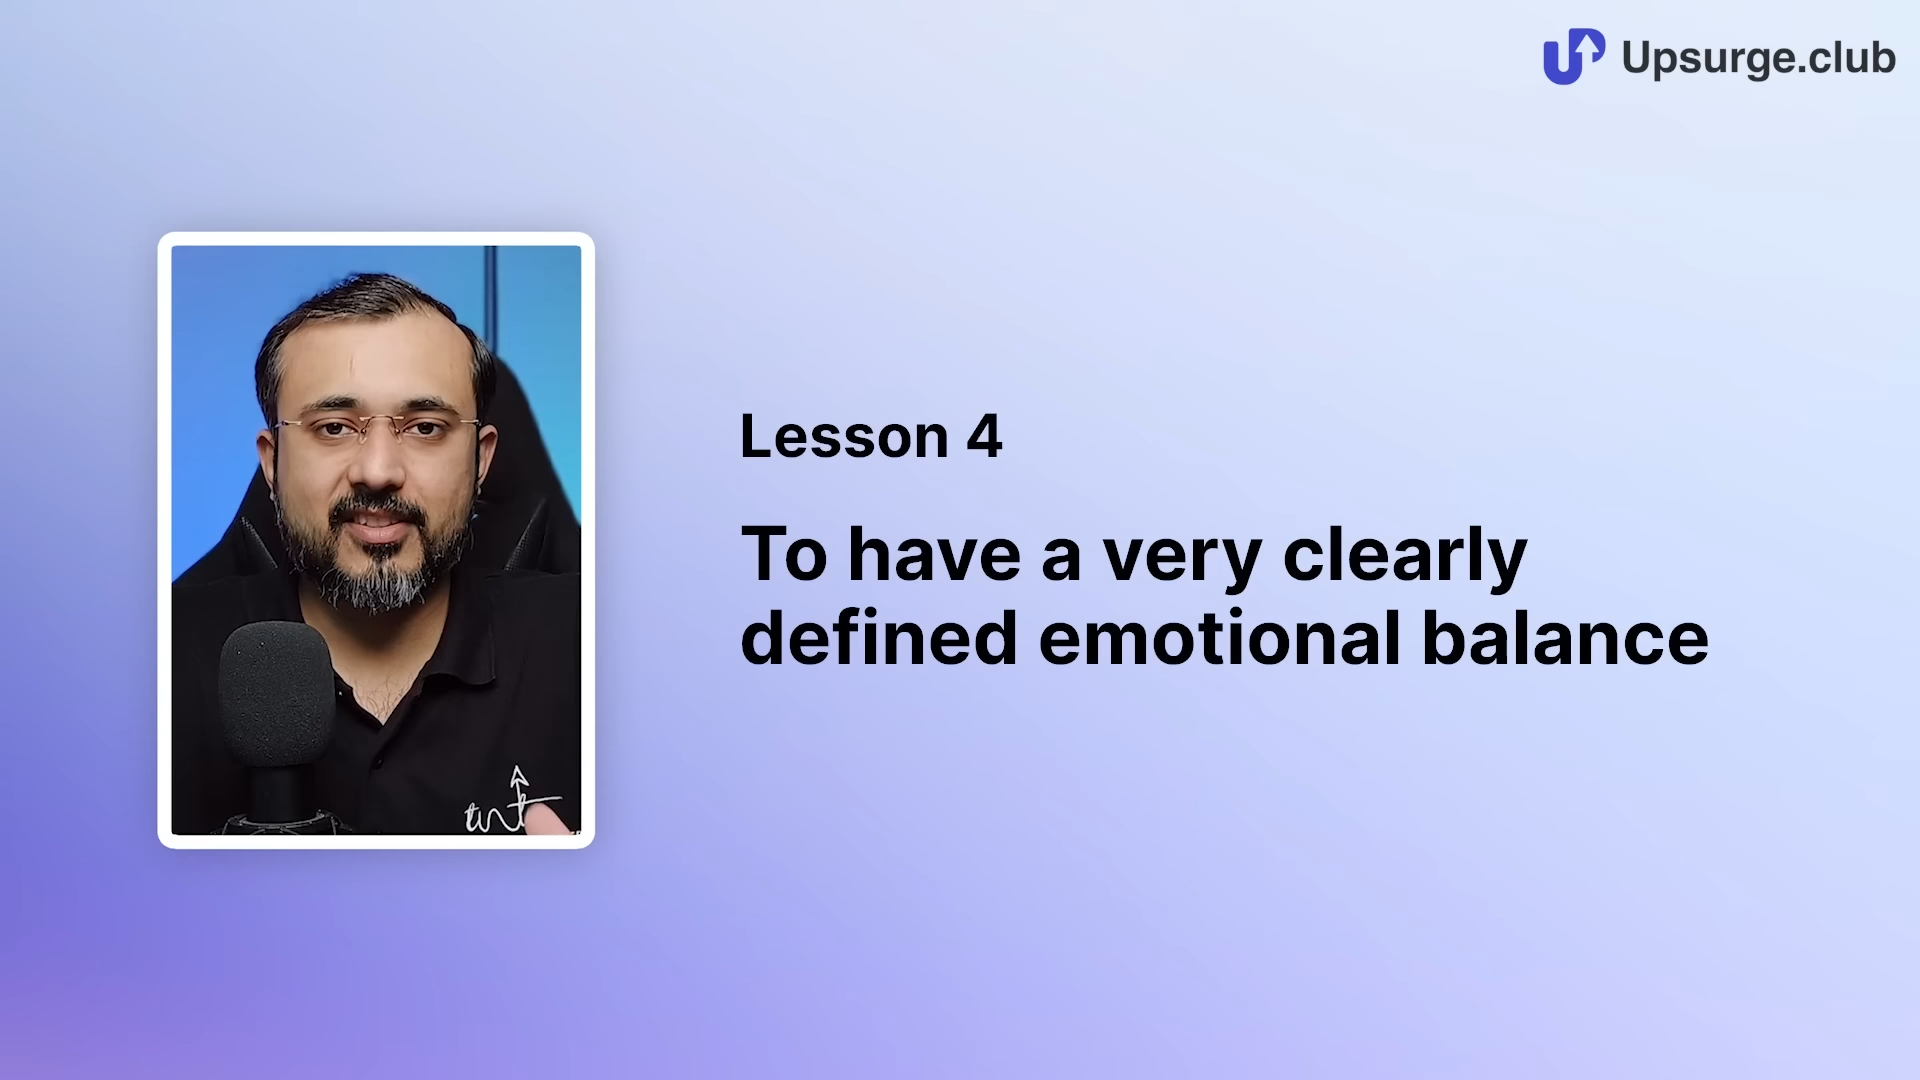 Upsurge.club
Lesson 4
To have a very clearly
defined emotional balance